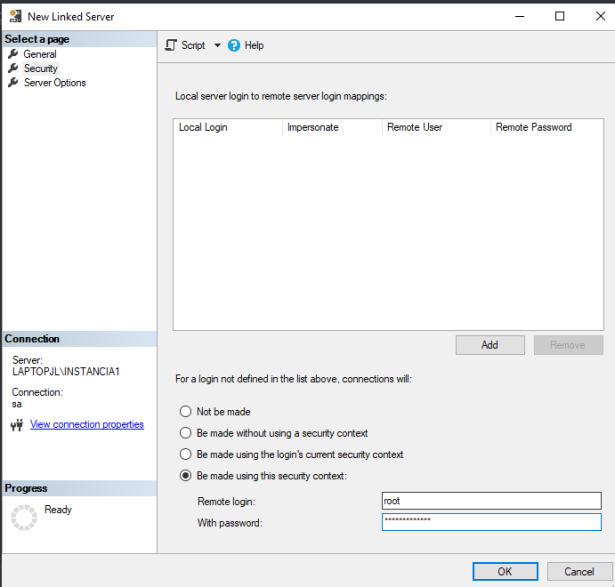 New Linked Server
Select a page
General
Security
Server Options
Script
Help
Local server login to remote server login mappings:
Local Login Impersonate Remote User Remote Password
Add Remove
Connection
Server:
LAPTOPJL\INSTANCIA1
Connection:
sa
View connection properties
Progress
Ready
For a login not defined in the list above, connections will:
Not be made
Be made without using a security context
Be made using the login's current security context
Be made using this security context:
Remote login: root
With password: *************
OK Cancel